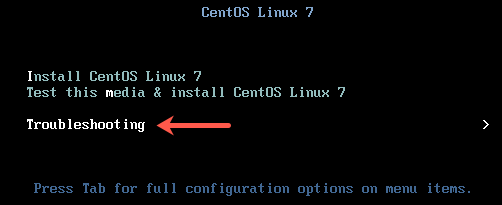 CentOS Linux 7
Install CentOS Linux 7
Test this media & install CentOS Linux 7
Troubleshooting >
Press Tab for full configuration options on menu items.